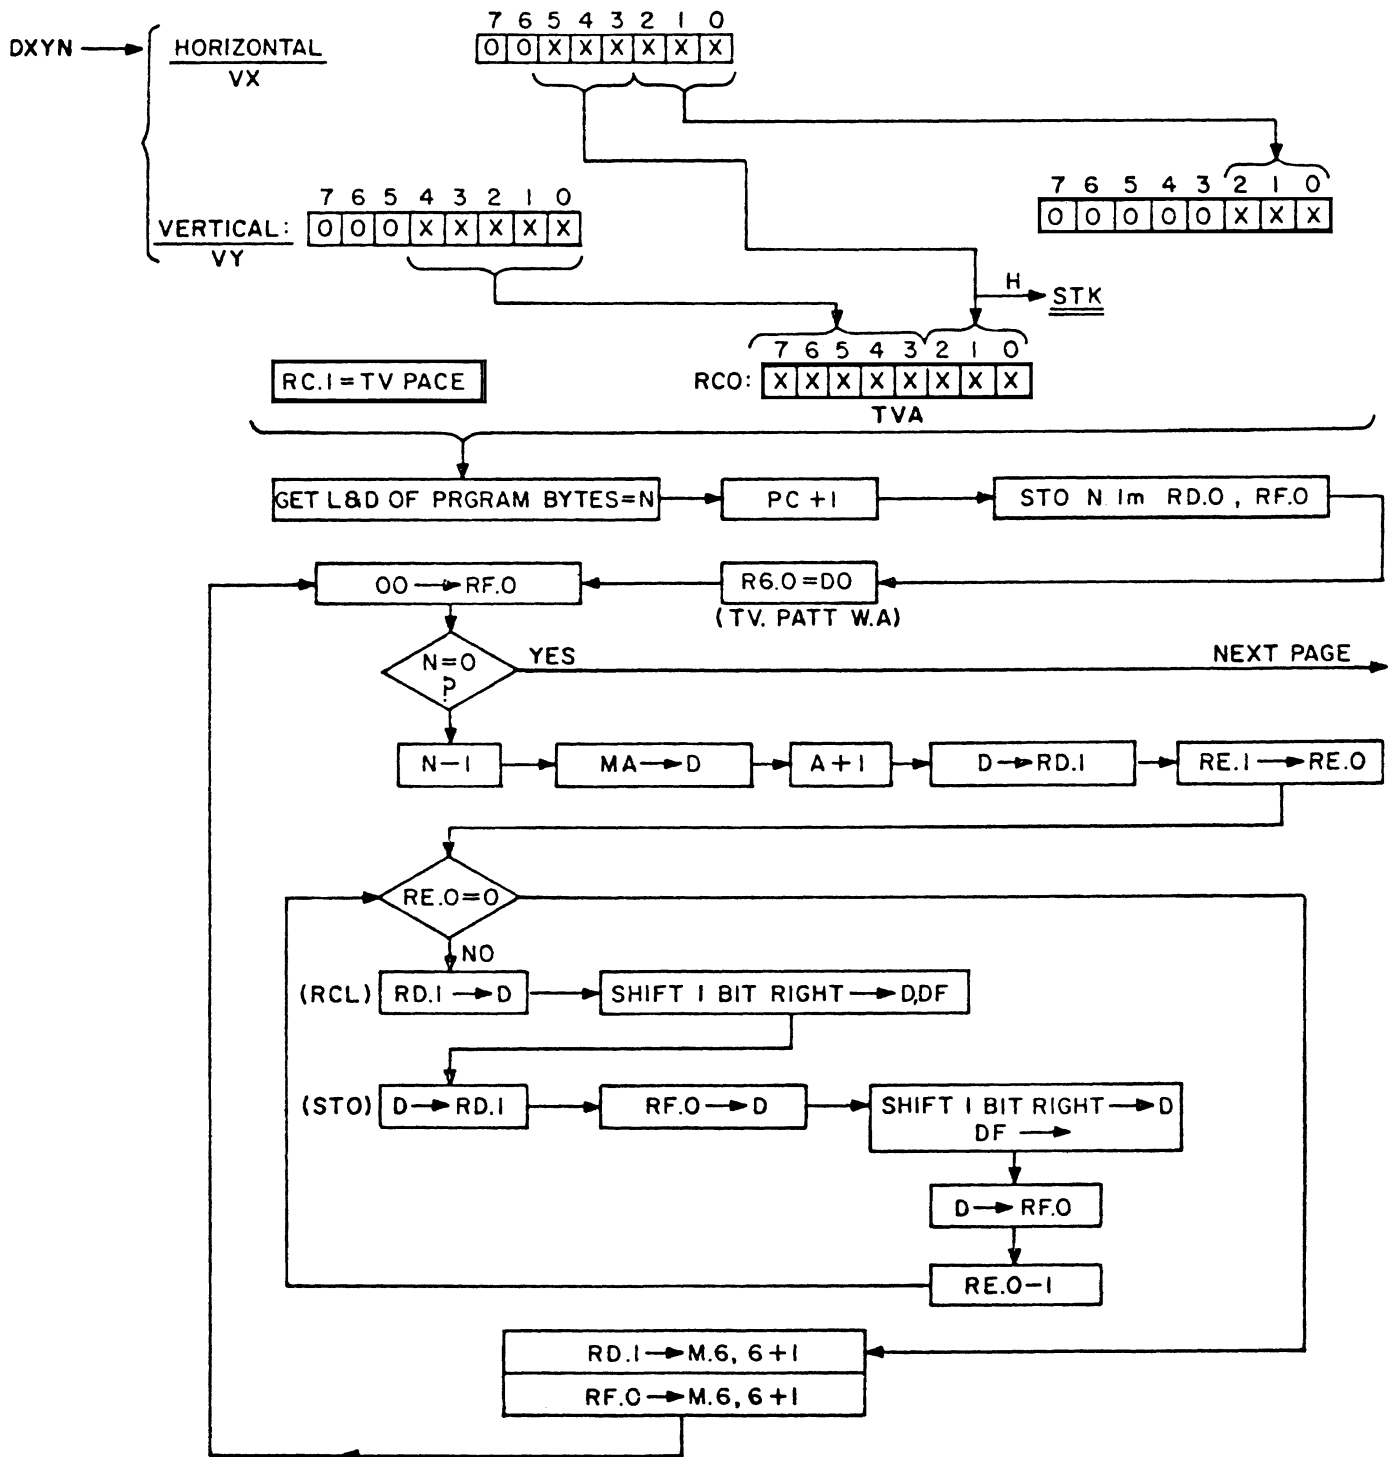 DXYN
HORIZONTAL
VX
7 6 5 4 3 2 1 0
0 0 X X X X X X
7 6 5 4 3 2 1 0
0 0 0 0 0 X X X
VERTICAL:
VY
7 6 5 4 3 2 1 0
0 0 0 X X X X X
H
STK
7 6 5 4 3 2 1 0
RCO:
X X X X X X X X
TVA
RC.1 = TV PACE
GET L&D OF PRGRAM BYTES=N
PC +1
STO N Im RD.0 , RF.0
00 → RF.0
R6.0 = D0
(TV. PATT W.A)
N=0
?
YES
NEXT PAGE
N-1
MA → D
A+1
D → RD.1
RE.1 → RE.0
RE.0=0
NO
(RCL)
RD.1 → D
SHIFT 1 BIT RIGHT → D,DF
(STO)
D → RD.1
RF.0 → D
SHIFT 1 BIT RIGHT → D
DF →
D → RF.0
RE.0-1
RD.1 → M.6, 6+1
RF.0 → M.6, 6+1